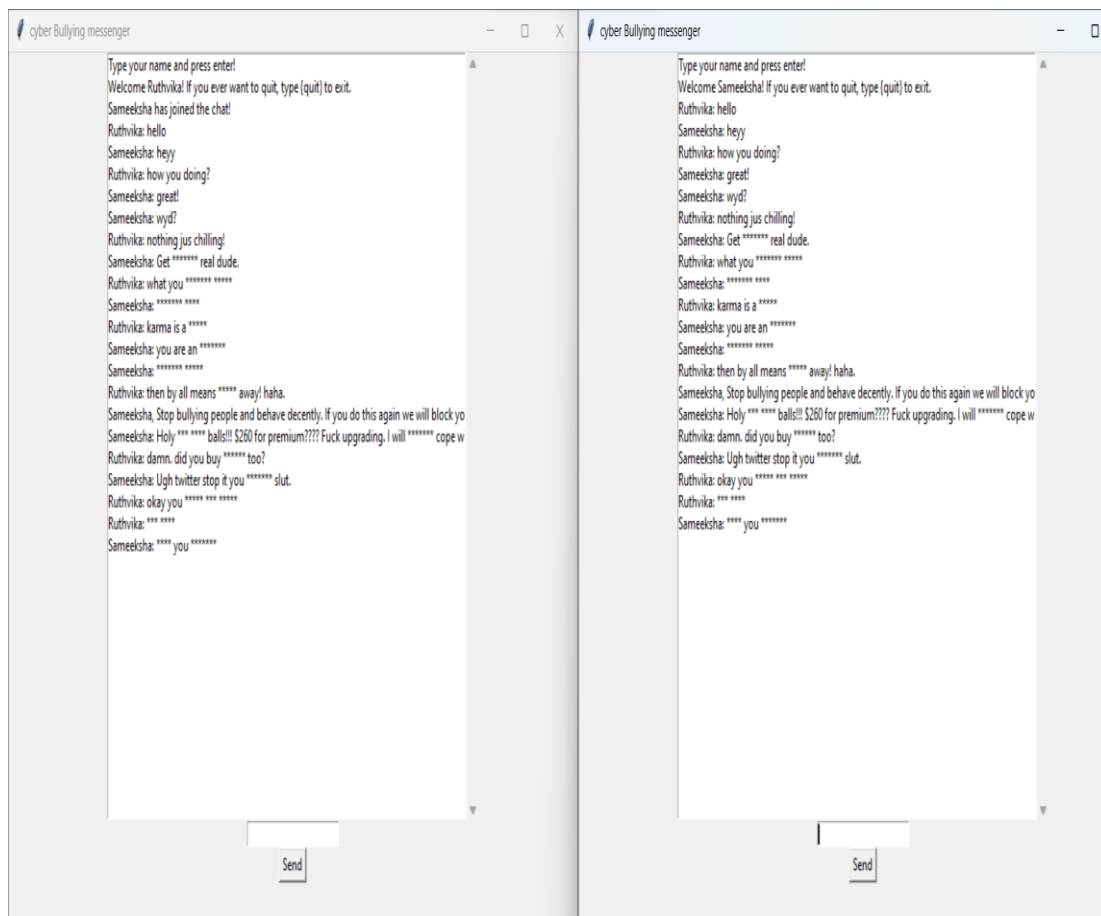 cyber Bullying messenger
Type your name and press enter!
Welcome Ruthvika! If you ever want to quit, type {quit} to exit.
Sameeksha has joined the chat!
Ruthvika: hello
Sameeksha: heyy
Ruthvika: how you doing?
Sameeksha: great!
Sameeksha: wyd?
Ruthvika: nothing jus chilling!
Sameeksha: Get ******* real dude.
Ruthvika: what you ******* *****
Sameeksha: ******* ****
Ruthvika: karma is a *****
Sameeksha: you are an *******
Sameeksha: ******* *****
Ruthvika: then by all means ***** away! haha.
Sameeksha, Stop bullying people and behave decently. If you do this again we will block yo
Sameeksha: Holy *** **** balls!!! $260 for premium???? Fuck upgrading. I will ******* cope w
Ruthvika: damn. did you buy ****** too?
Sameeksha: Ugh twitter stop it you ******* slut.
Ruthvika: okay you ***** *** *****
Ruthvika: *** ****
Sameeksha: **** you *******
Send
cyber Bullying messenger
Type your name and press enter!
Welcome Sameeksha! If you ever want to quit, type {quit} to exit.
Ruthvika: hello
Sameeksha: heyy
Ruthvika: how you doing?
Sameeksha: great!
Sameeksha: wyd?
Ruthvika: nothing jus chilling!
Sameeksha: Get ******* real dude.
Ruthvika: what you ******* *****
Sameeksha: ******* ****
Ruthvika: karma is a *****
Sameeksha: you are an *******
Sameeksha: ******* *****
Ruthvika: then by all means ***** away! haha.
Sameeksha, Stop bullying people and behave decently. If you do this again we will block yo
Sameeksha: Holy *** **** balls!!! $260 for premium???? Fuck upgrading. I will ******* cope w
Ruthvika: damn. did you buy ****** too?
Sameeksha: Ugh twitter stop it you ******* slut.
Ruthvika: okay you ***** *** *****
Ruthvika: *** ****
Sameeksha: **** you *******
Send